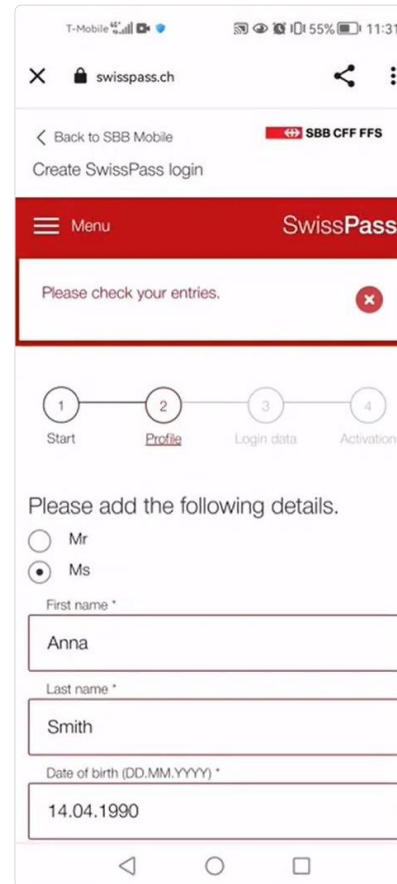 T-Mobile 55% 11:31
swisspass.ch
Back to SBB Mobile
SBB CFF FFS
Create SwissPass login
Menu
SwissPass
Please check your entries.
1 2 3 4
Start Profile Login data Activation
Please add the following details.
Mr
Ms
First name *
Anna
Last name *
Smith
Date of birth (DD.MM.YYYY) *
14.04.1990